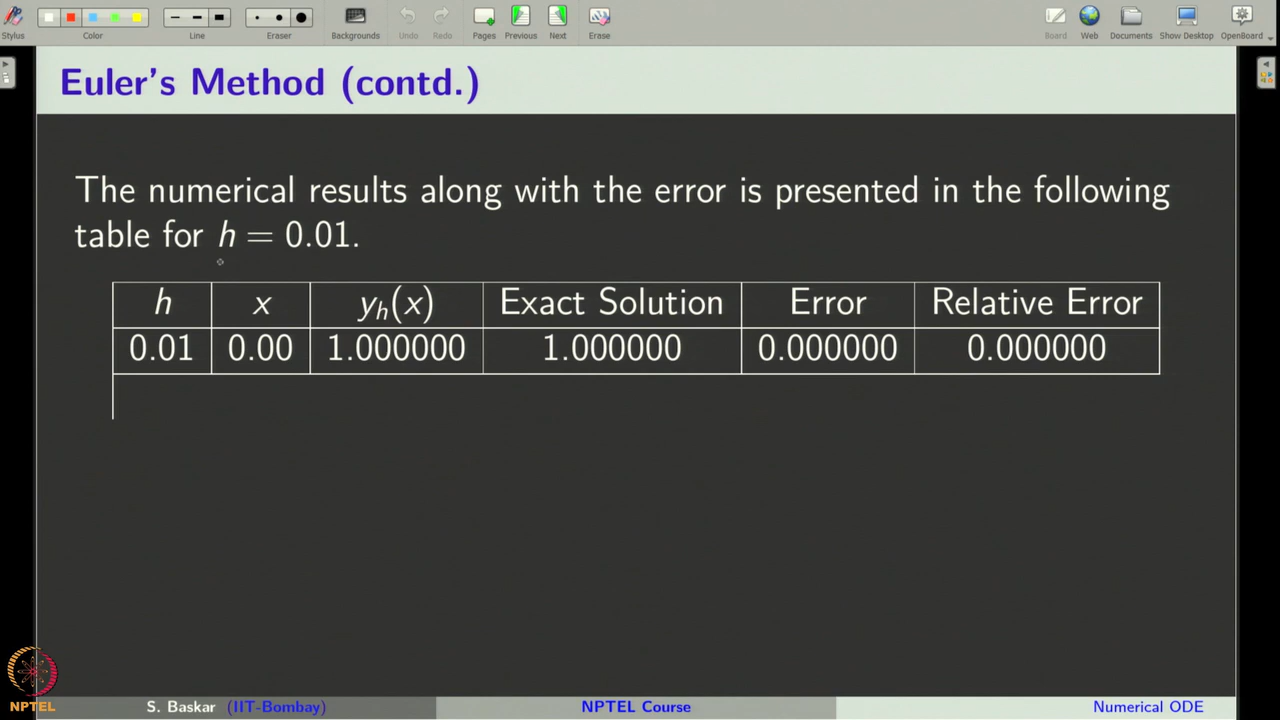 Stylus Color Line Eraser Backgrounds Undo Redo Pages Previous Next Erase Board Web Documents Show Desktop OpenBoard
Euler's Method (contd.)
The numerical results along with the error is presented in the following
table for h = 0.01.
h x yₕ(x) Exact Solution Error Relative Error
0.01 0.00 1.000000 1.000000 0.000000 0.000000
NPTEL
S. Baskar (IIT-Bombay) NPTEL Course Numerical ODE